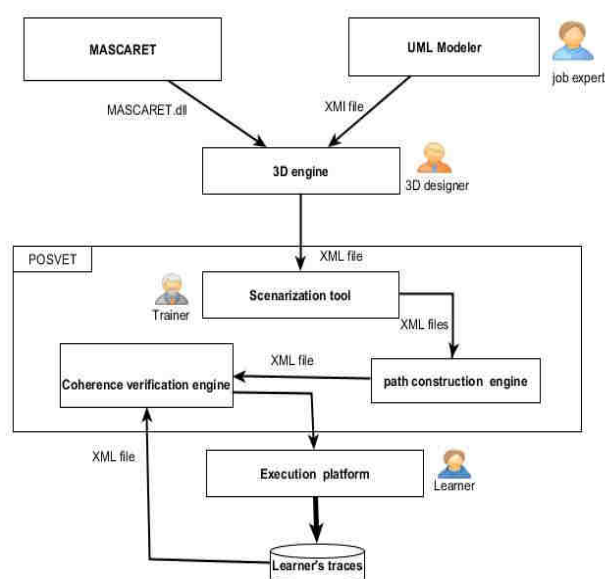 MASCARET
UML Modeler
job expert
MASCARET.dll
XMI file
3D engine
3D designer
XML file
POSVET
Scenarization tool
Trainer
XML files
XML file
Coherence verification engine
path construction engine
XML file
Execution platform
Learner
Learner's traces